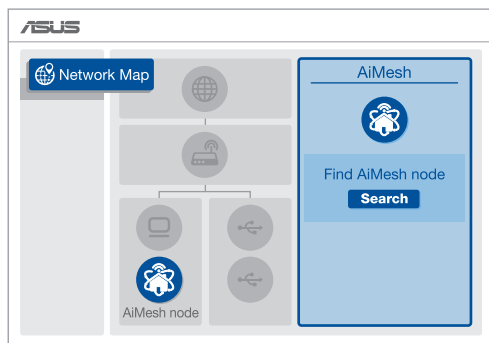 ASUS
Network Map
AiMesh
Find AiMesh node
Search
AiMesh node